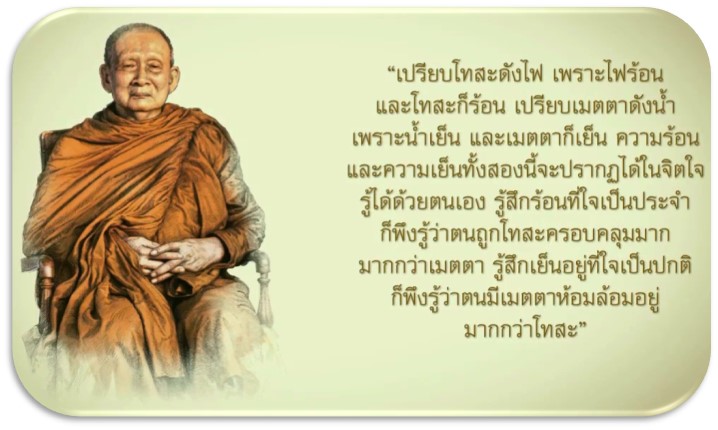 “เปรียบโทสะดังไฟ เพราะไฟร้อน
และโทสะก็ร้อน เปรียบเมตตาดังน้ำ
เพราะน้ำเย็น และเมตตาก็เย็น ความร้อน
และความเย็นทั้งสองนี้จะปรากฏได้ในจิตใจ
รู้ได้ด้วยตนเอง รู้สึกร้อนที่ใจเป็นประจำ
ก็พึงรู้ว่าตนถูกโทสะครอบคลุมมาก
มากกว่าเมตตา รู้สึกเย็นอยู่ที่ใจเป็นปกติ
ก็พึงรู้ว่าตนมีเมตตาห้อมล้อมอยู่
มากกว่าโทสะ”